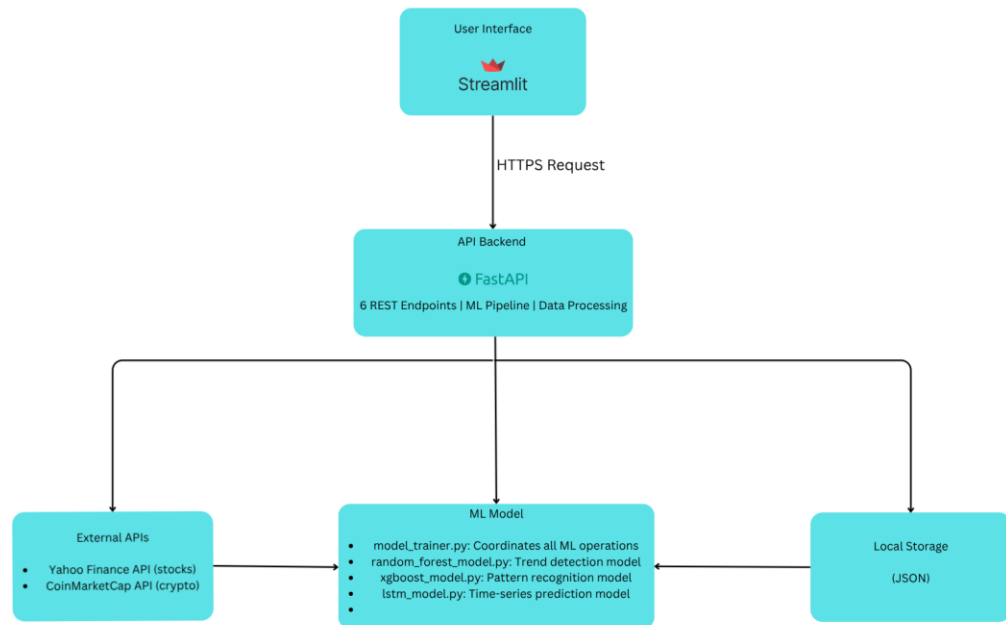 User Interface
Streamlit
HTTPS Request
API Backend
FastAPI
6 REST Endpoints | ML Pipeline | Data Processing
External APIs
• Yahoo Finance API (stocks)
• CoinMarketCap API (crypto)
ML Model
• model_trainer.py: Coordinates all ML operations
• random_forest_model.py: Trend detection model
• xgboost_model.py: Pattern recognition model
• lstm_model.py: Time-series prediction model
•
Local Storage
(JSON)